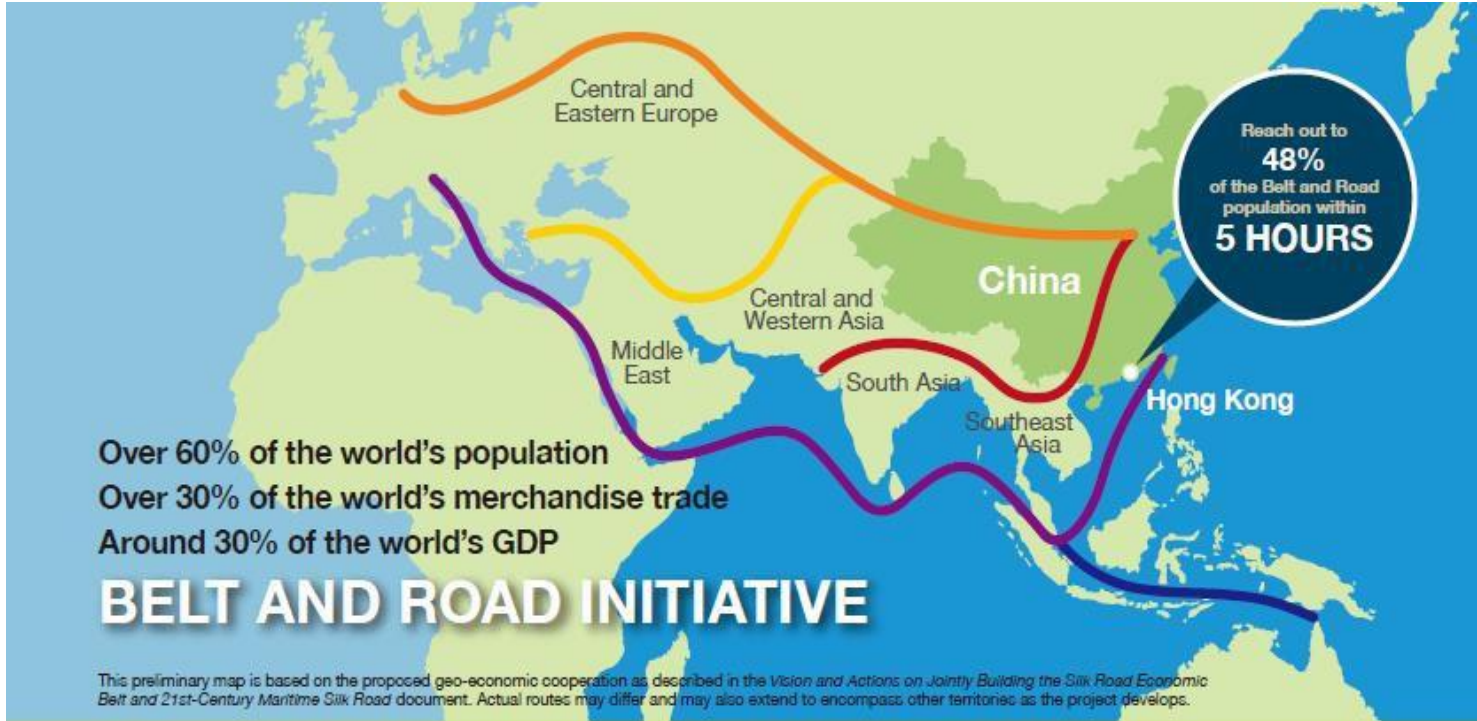 Central and
Eastern Europe
Reach out to
48%
of the Belt and Road
population within
5 HOURS
China
Central and
Western Asia
Middle
East
South Asia
Hong Kong
Southeast
Asia
Over 60% of the world's population
Over 30% of the world's merchandise trade
Around 30% of the world's GDP
BELT AND ROAD INITIATIVE
This preliminary map is based on the proposed geo-economic cooperation as described in the Vision and Actions on Jointly Building the Silk Road Economic
Belt and 21st-Century Maritime Silk Road document. Actual routes may differ and may also extend to encompass other territories as the project develops.